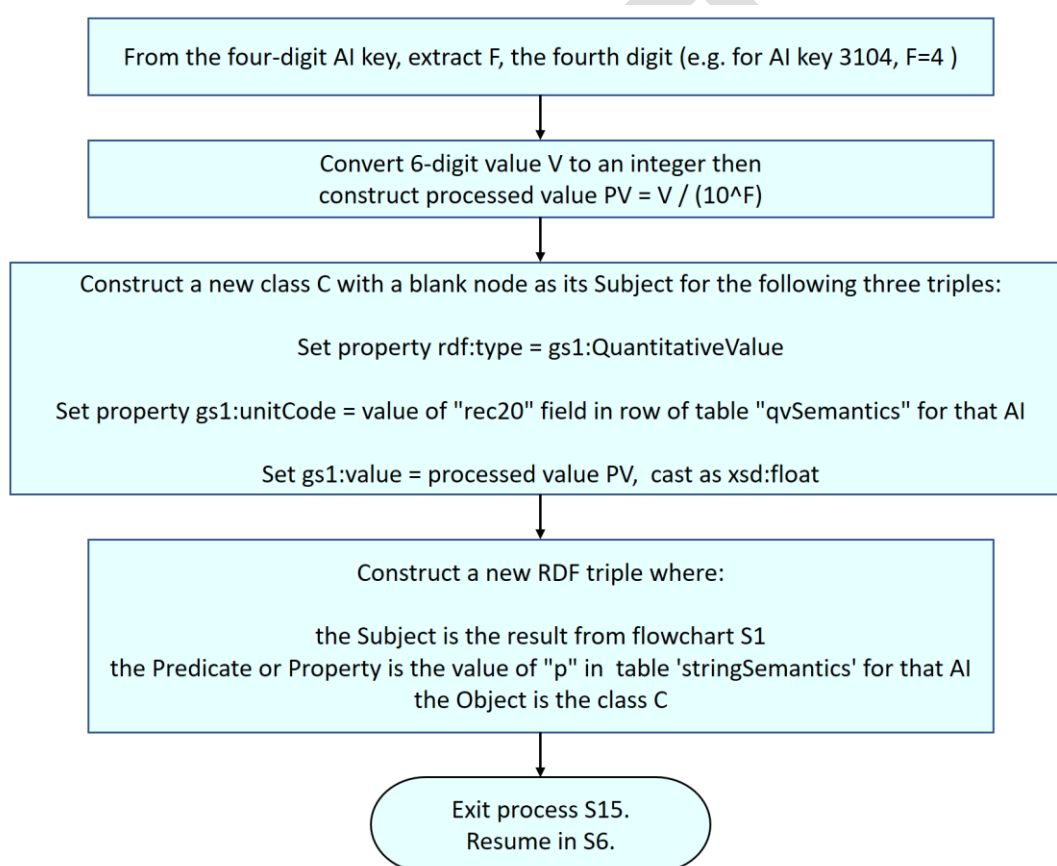 From the four-digit AI key, extract F, the fourth digit (e.g. for AI key 3104, F=4 )
Convert 6-digit value V to an integer then
construct processed value PV = V / (10^F)
Construct a new class C with a blank node as its Subject for the following three triples:
Set property rdf:type = gs1:QuantitativeValue
Set property gs1:unitCode = value of "rec20" field in row of table "qvSemantics" for that AI
Set gs1:value = processed value PV,  cast as xsd:float
Construct a new RDF triple where:
the Subject is the result from flowchart S1
the Predicate or Property is the value of "p" in  table 'stringSemantics' for that AI
the Object is the class C
Exit process S15.
Resume in S6.